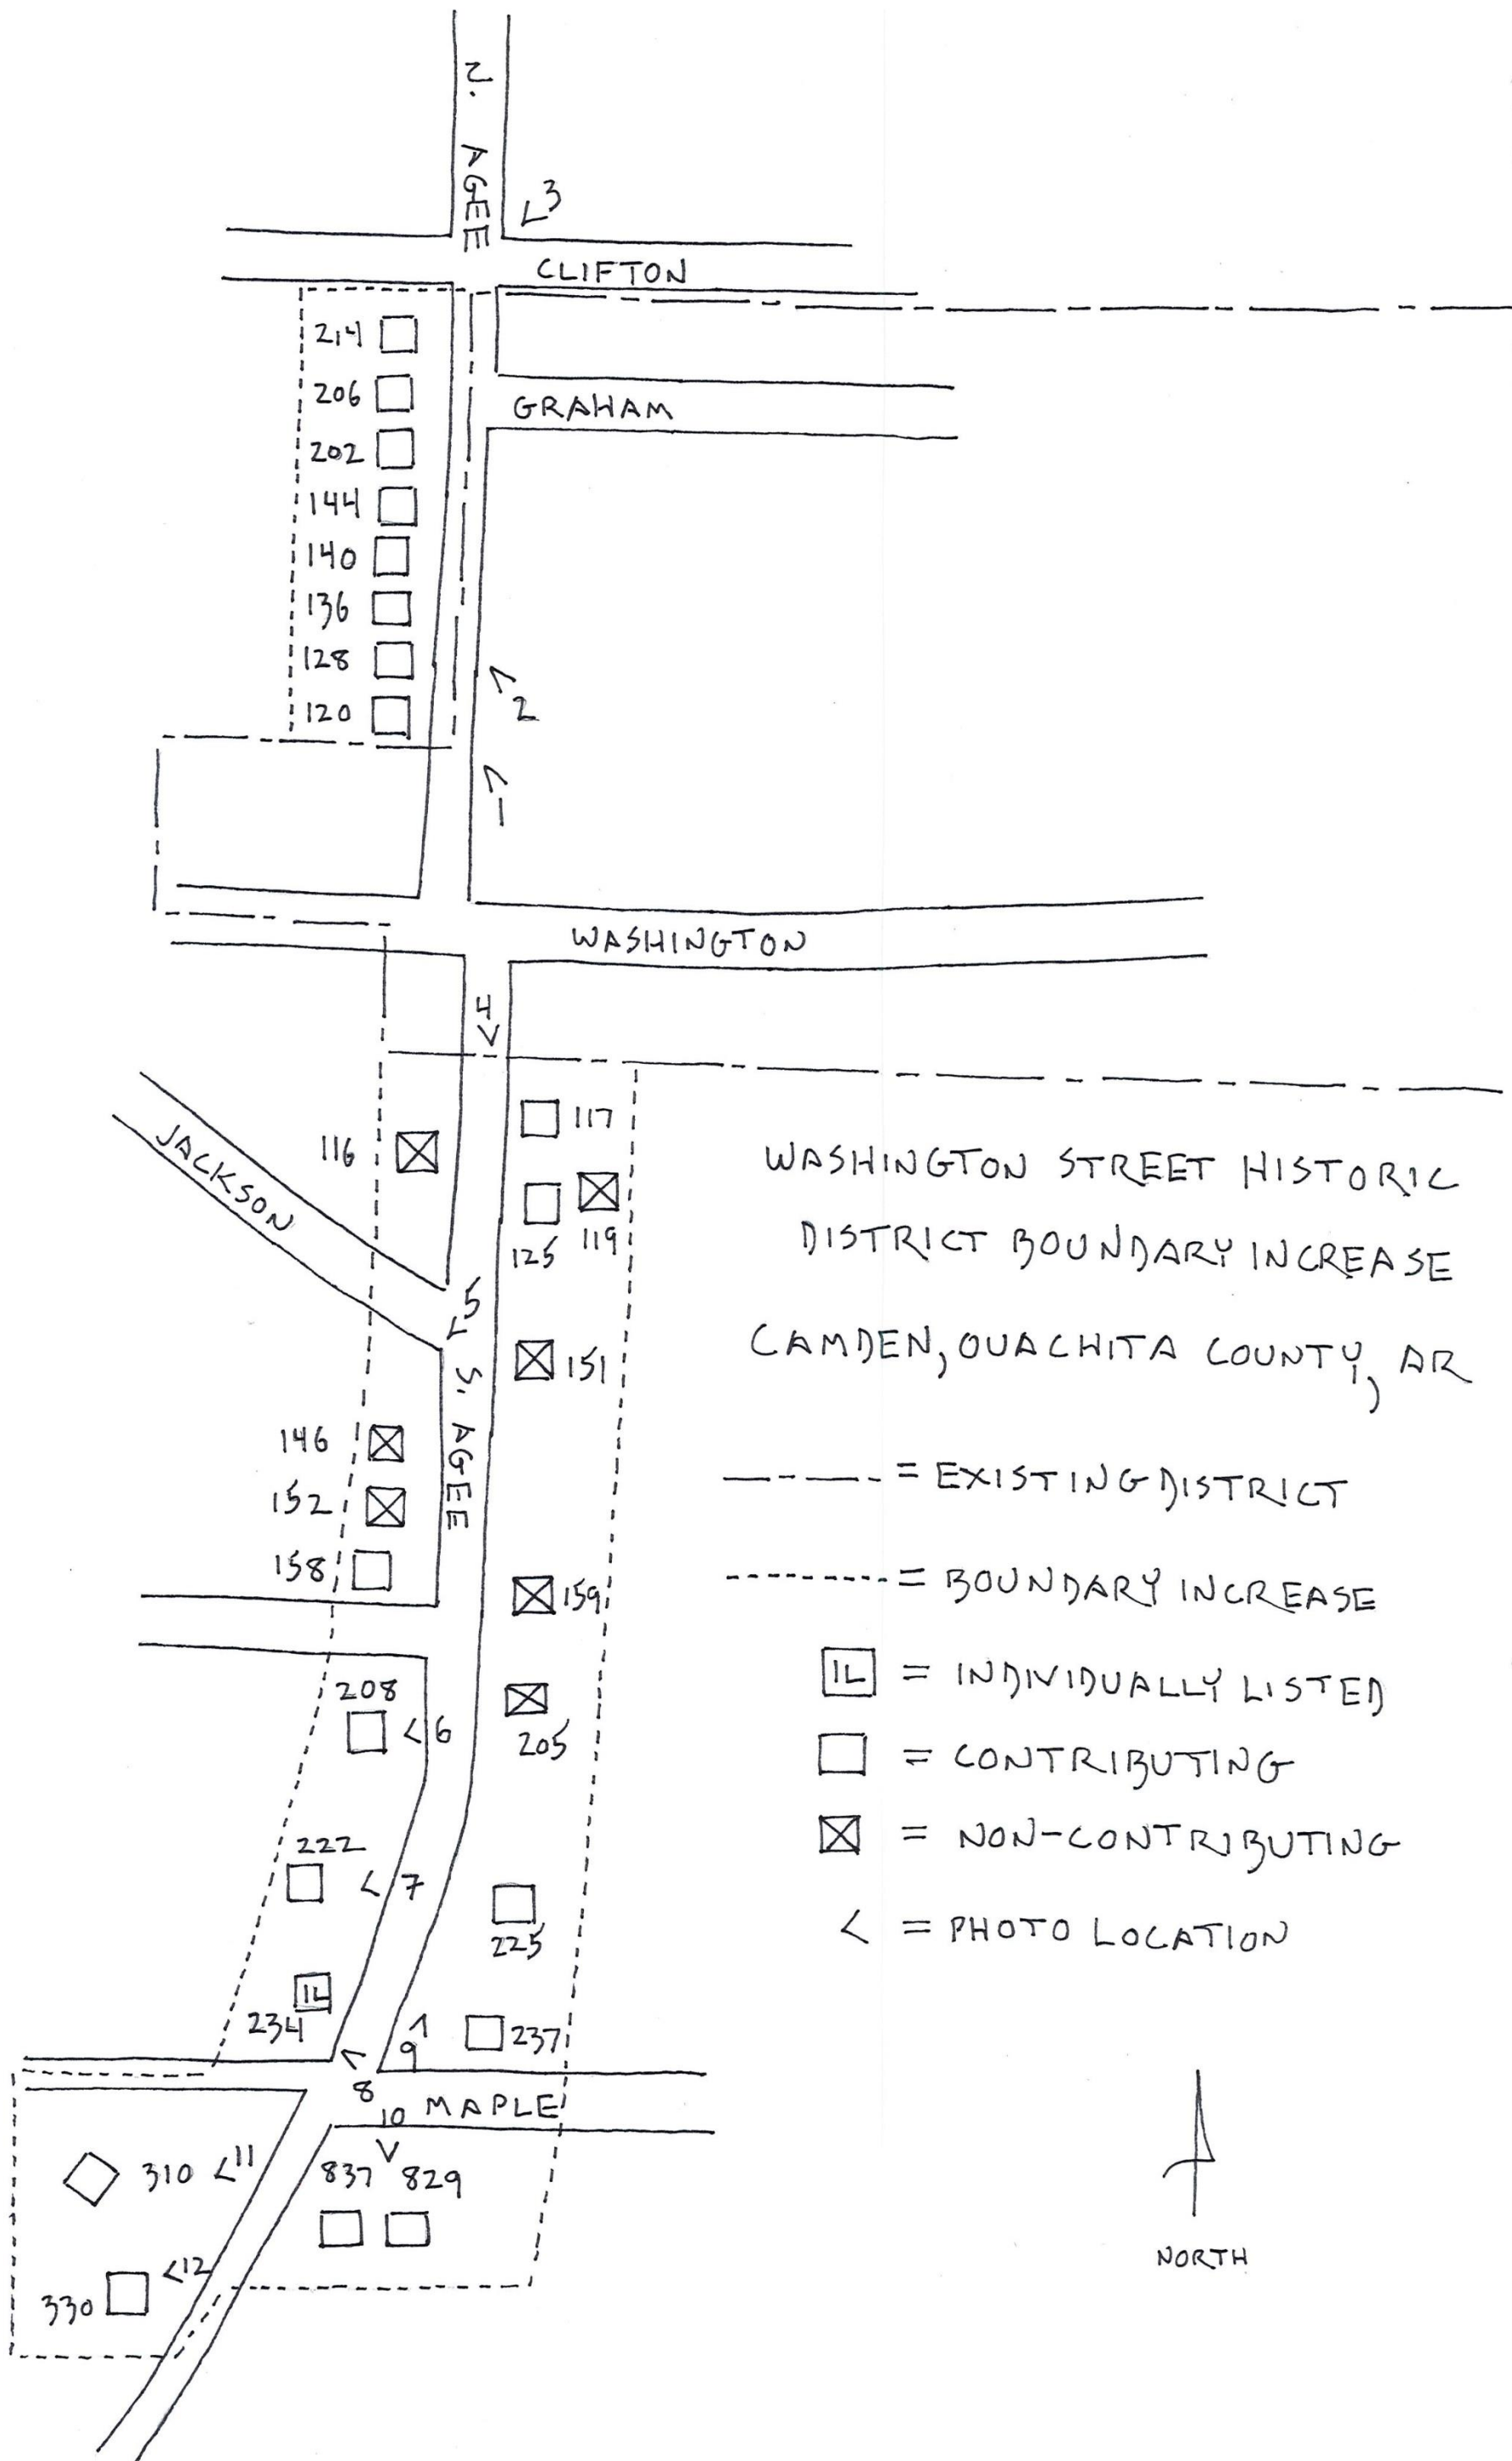 N. AGEE
3
CLIFTON
214
206
GRAHAM
202
144
140
136
128
2
120
1
WASHINGTON
4
117
116
JACKSON
119
125
WASHINGTON STREET HISTORIC
DISTRICT BOUNDARY INCREASE
CAMDEN, OUACHITA COUNTY, AR
5
151
S. AGEE
146
152
158
159
= EXISTING DISTRICT
= BOUNDARY INCREASE
IL = INDIVIDUALLY LISTED
= CONTRIBUTING
= NON-CONTRIBUTING
< = PHOTO LOCATION
208
6
205
222
7
225
IL
234
237
9
8
10
MAPLE
310
11
837
829
12
330
NORTH